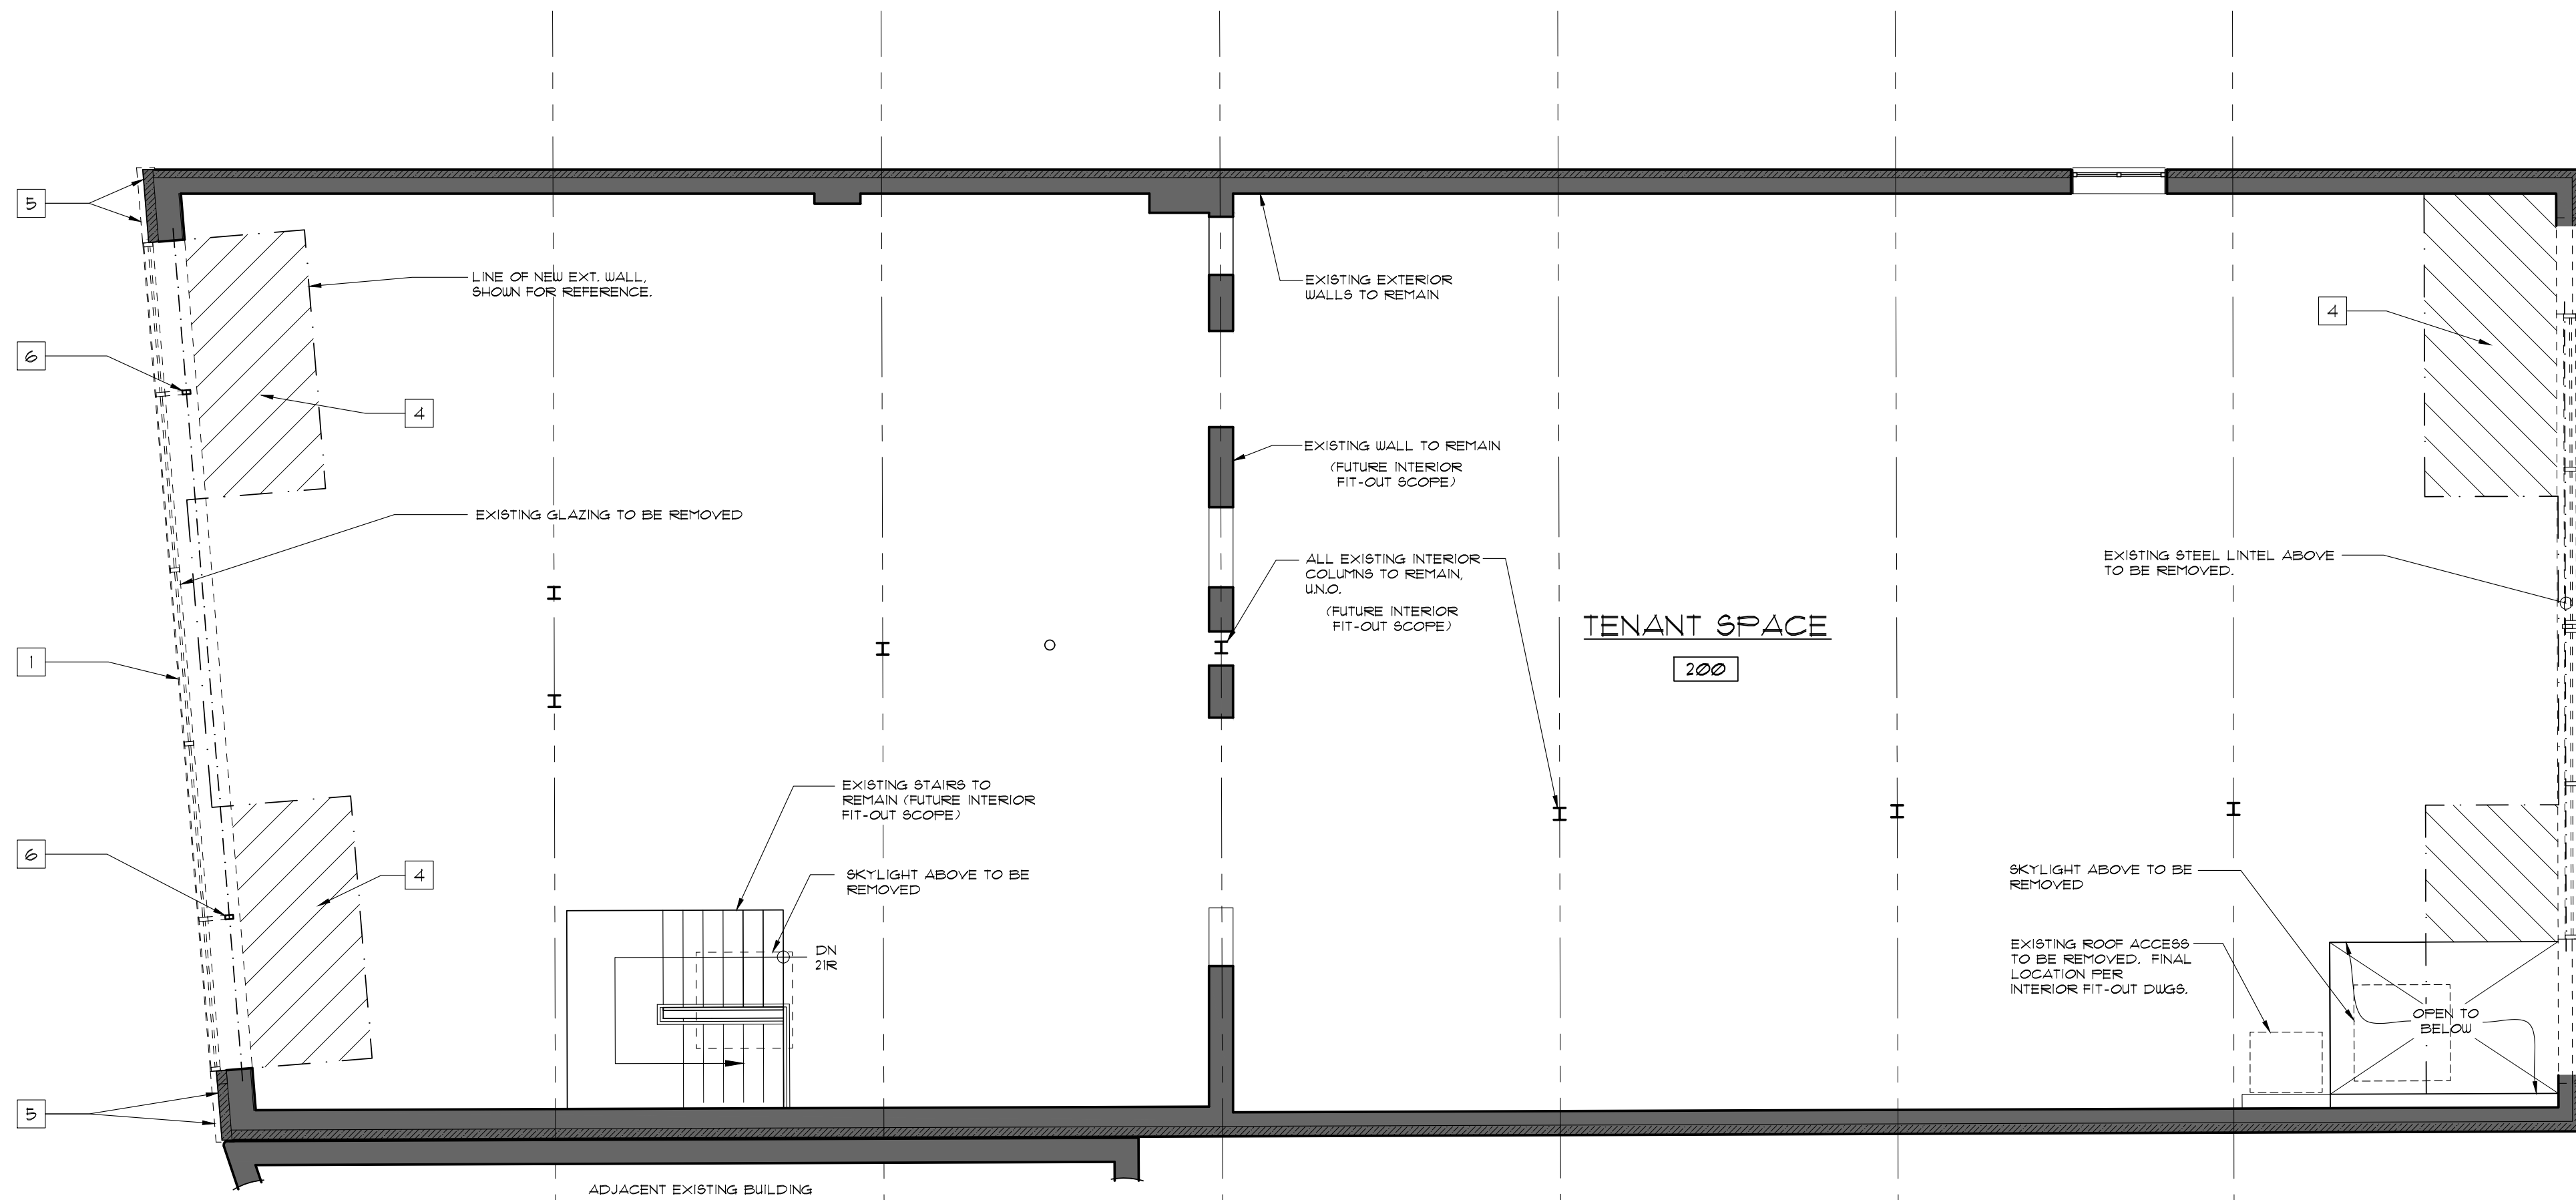 5
LINE OF NEW EXT. WALL,
SHOWN FOR REFERENCE.
EXISTING EXTERIOR
WALLS TO REMAIN
4
6
4
EXISTING WALL TO REMAIN
(FUTURE INTERIOR
FIT-OUT SCOPE)
EXISTING GLAZING TO BE REMOVED
ALL EXISTING INTERIOR
COLUMNS TO REMAIN,
U.N.O.
(FUTURE INTERIOR
FIT-OUT SCOPE)
EXISTING STEEL LINTEL ABOVE
TO BE REMOVED.
TENANT SPACE
200
1
EXISTING STAIRS TO
REMAIN (FUTURE INTERIOR
FIT-OUT SCOPE)
6
4
SKYLIGHT ABOVE TO BE
REMOVED
SKYLIGHT ABOVE TO BE
REMOVED
DN
21R
EXISTING ROOF ACCESS
TO BE REMOVED. FINAL
LOCATION PER
INTERIOR FIT-OUT DWGS.
OPEN TO
BELOW
5
ADJACENT EXISTING BUILDING